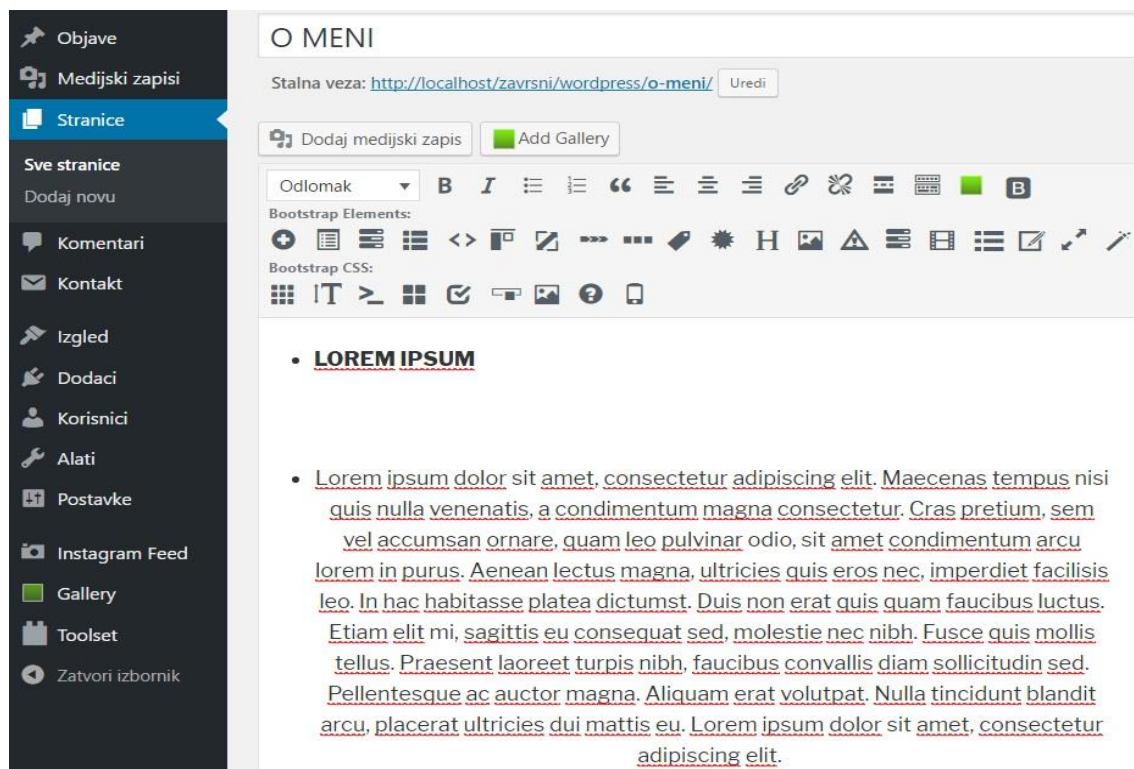 Objave
Medijski zapisi
Stranice
Sve stranice
Dodaj novu
Komentari
Kontakt
Izgled
Dodaci
Korisnici
Alati
Postavke
Instagram Feed
Gallery
Toolset
Zatvori izbornik
O MENI
Stalna veza: http://localhost/zavrsni/wordpress/o-meni/ Uredi
Dodaj medijski zapis Add Gallery
Odlomak
Bootstrap Elements:
Bootstrap CSS:
• LOREM IPSUM
• Lorem ipsum dolor sit amet, consectetur adipiscing elit. Maecenas tempus nisi
quis nulla venenatis, a condimentum magna consectetur. Cras pretium, sem
vel accumsan ornare, quam leo pulvinar odio, sit amet condimentum arcu
lorem in purus. Aenean lectus magna, ultricies quis eros nec, imperdiet facilisis
leo. In hac habitasse platea dictumst. Duis non erat quis quam faucibus luctus.
Etiam elit mi, sagittis eu consequat sed, molestie nec nibh. Fusce quis mollis
tellus. Praesent laoreet turpis nibh, faucibus convallis diam sollicitudin sed.
Pellentesque ac auctor magna. Aliquam erat volutpat. Nulla tincidunt blandit
arcu, placerat ultricies dui mattis eu. Lorem ipsum dolor sit amet, consectetur
adipiscing elit.